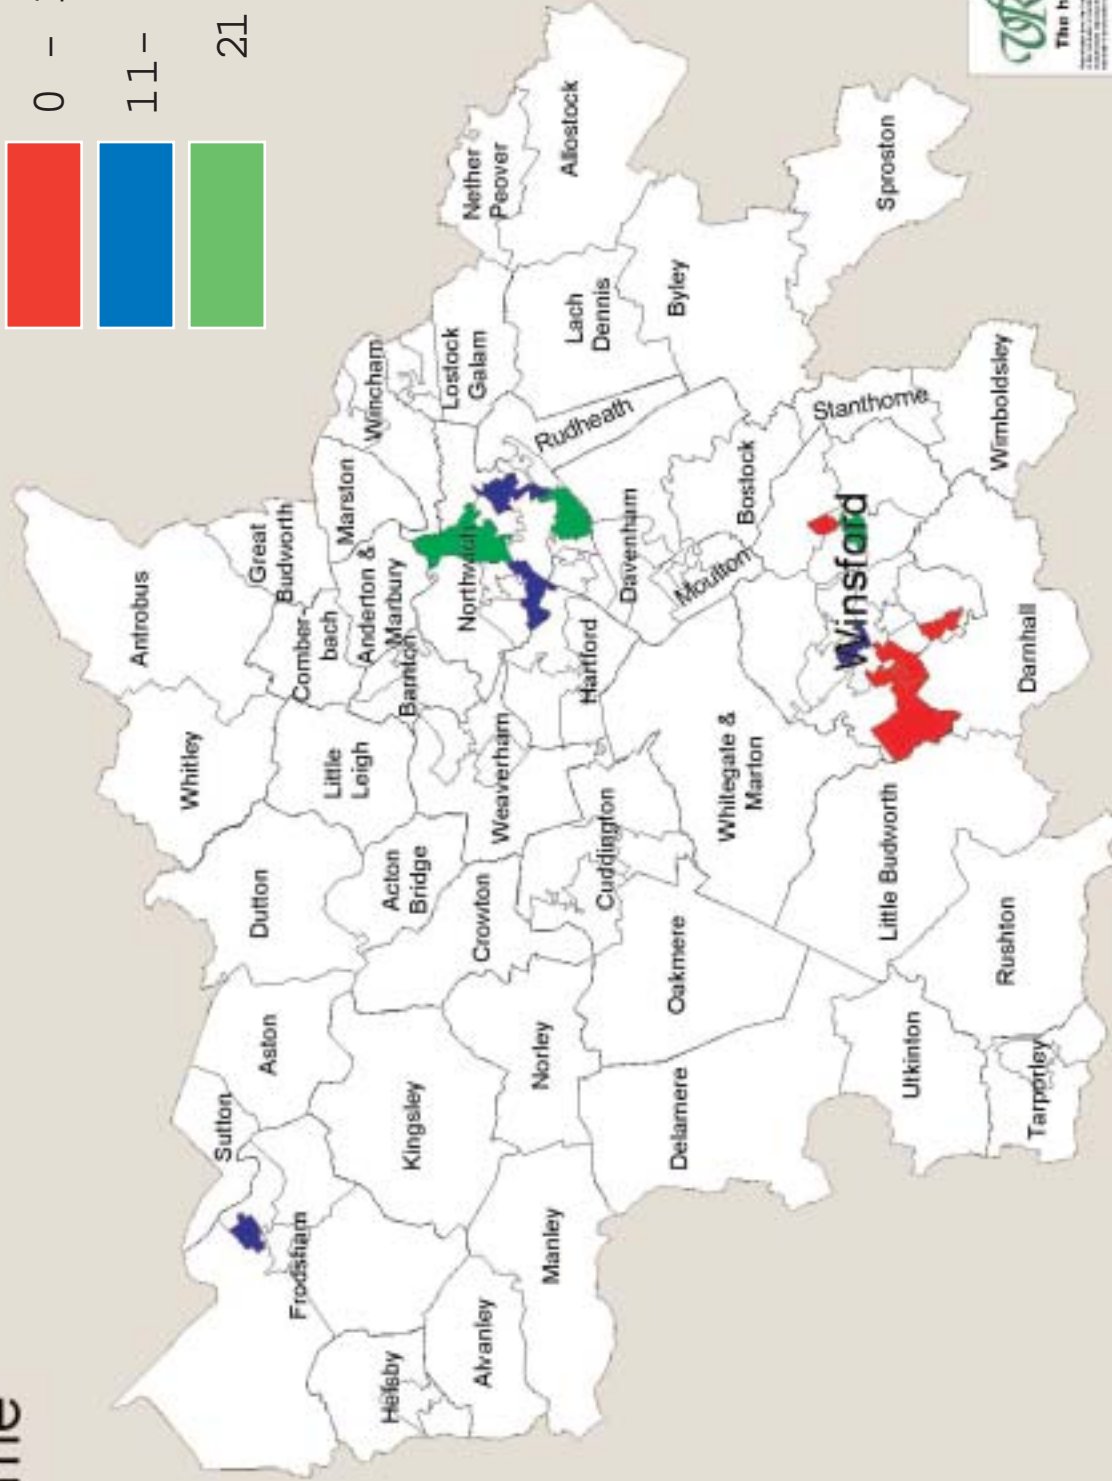 0 -
11 -
21
The h
Antrobus
Great
Budworth
Marston
Wincham
Comber-
bach
Anderton &
Marbury
Barnton
Northwich
Lostock
Galam
Nether
Peover
Allostock
Whitley
Little
Leigh
Dutton
Acton
Bridge
Weaverham
Hartford
Rudheath
Lach
Dennis
Byley
Sproston
Davenham
Bostock
Moulton
Stanthorne
Winsford
Wimboldsley
Darnhall
Whitegate &
Marton
Little Budworth
Cuddington
Crowton
Oakmere
Rushton
Aston
Sutton
Kingsley
Norley
Delamere
Utkinton
Tarporley
Frodsham
Helsby
Alvanley
Manley